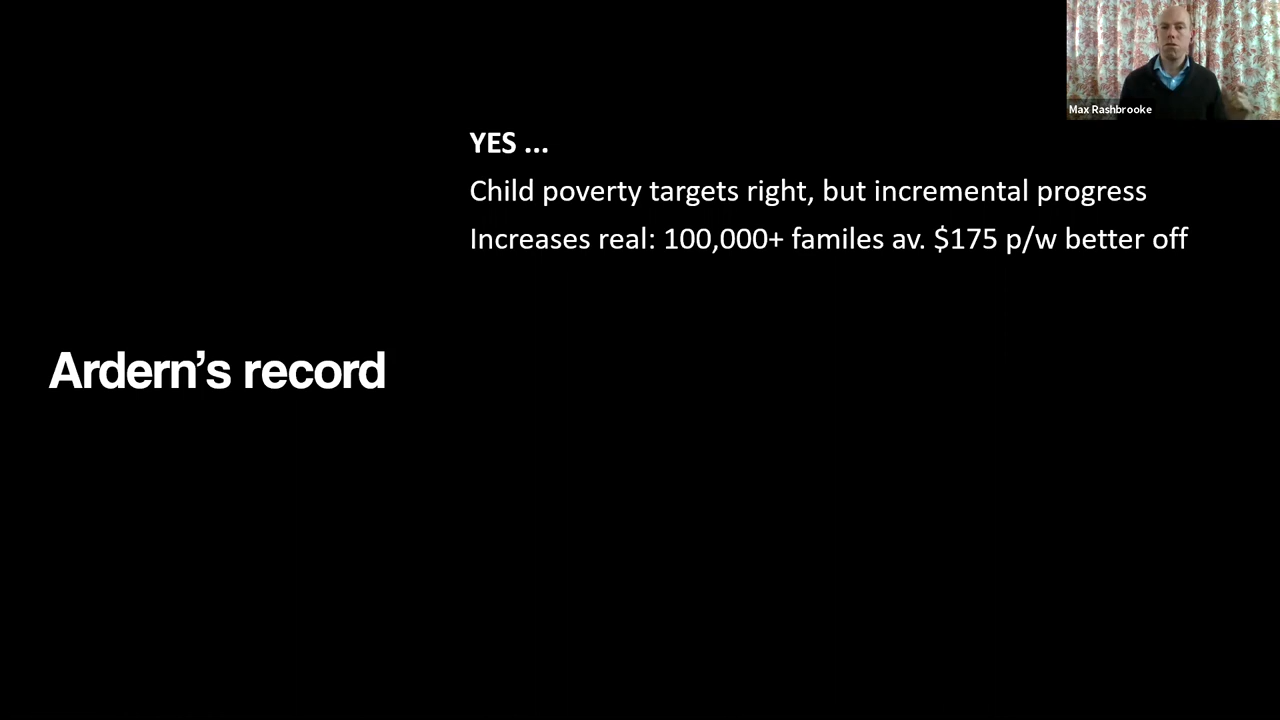 Max Rashbrooke
YES ...
Child poverty targets right, but incremental progress
Increases real: 100,000+ familes av. $175 p/w better off
Ardern’s record